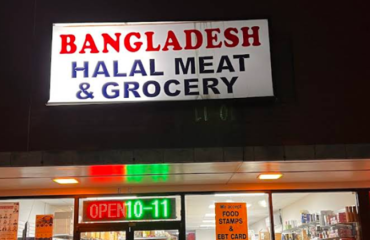 BANGLADESH
HALAL MEAT
& GROCERY
OPEN 10-11
FOOD
STAMPS
& EBT CARD